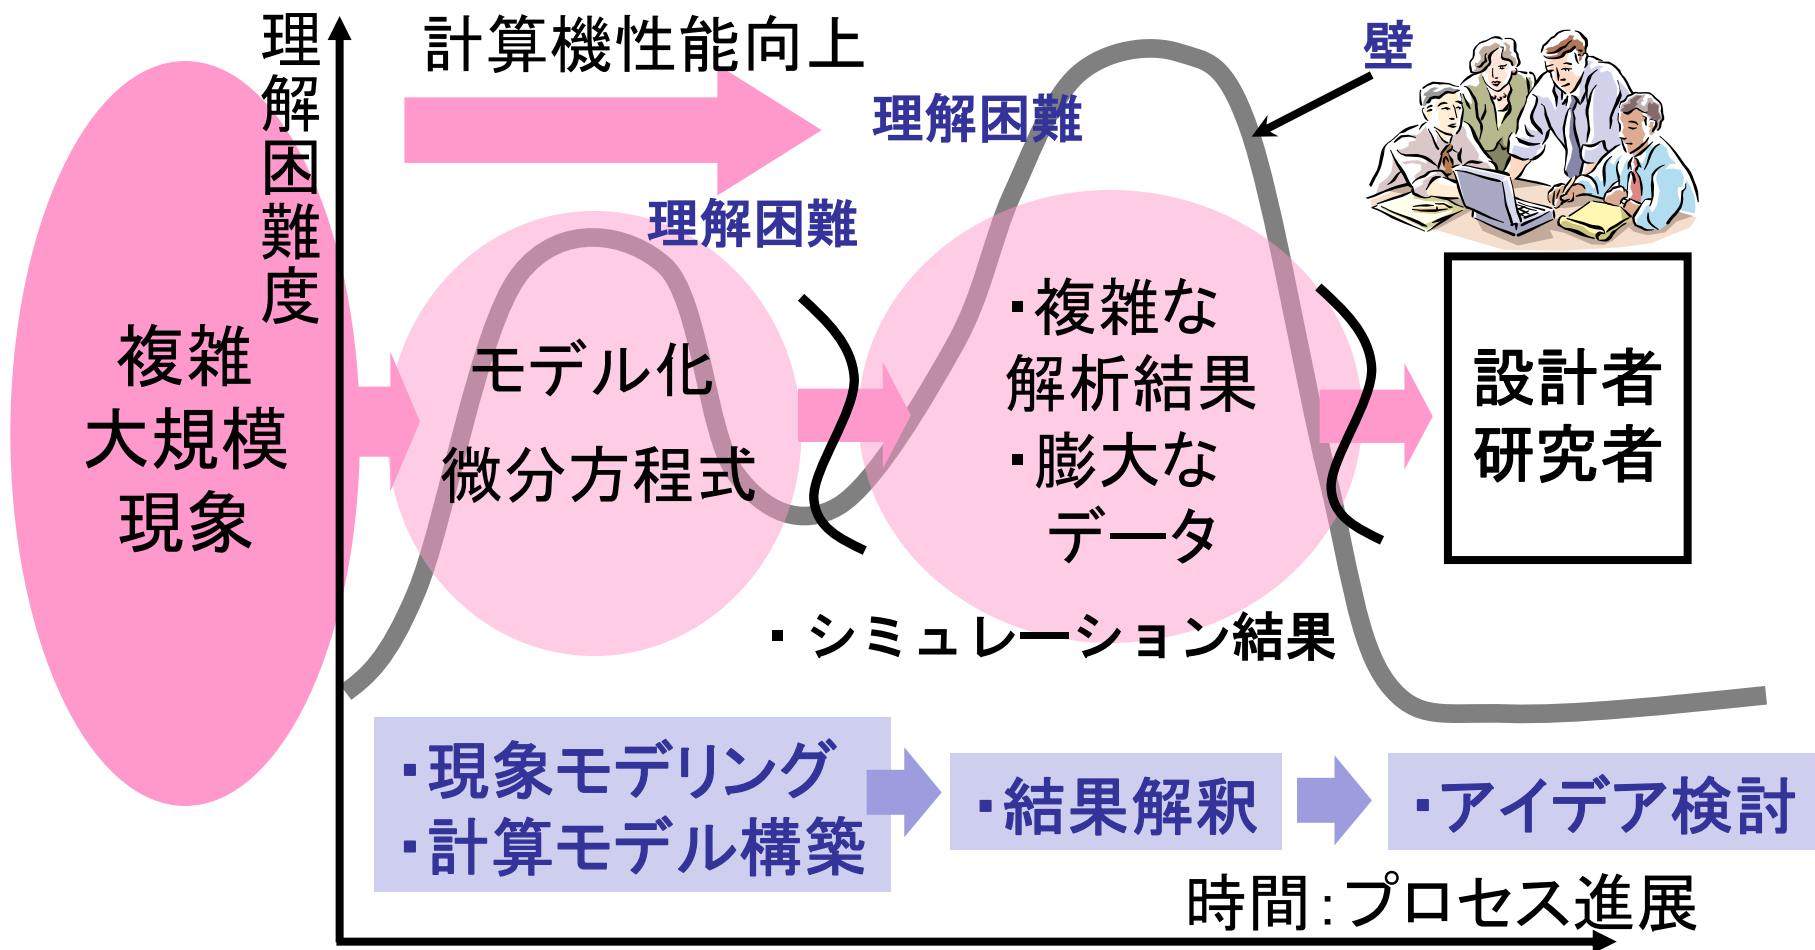 理解困難度
計算機性能向上
壁
理解困難
理解困難
複雑
大規模
現象
モデル化
微分方程式
・複雑な
解析結果
・膨大な
データ
・シミュレーション結果
設計者
研究者
・現象モデリング
・計算モデル構築
・結果解釈
・アイデア検討
時間:プロセス進展